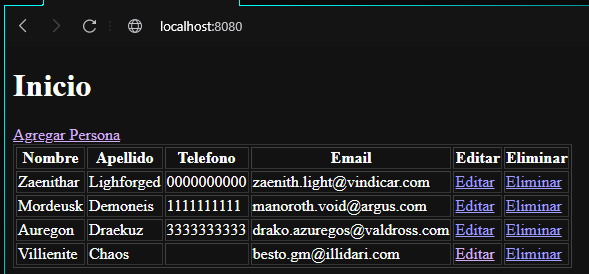 localhost:8080
Inicio
Agregar Persona
Nombre Apellido Telefono Email Editar Eliminar
Zaenithar Lighforged 0000000000 zaenith.light@vindicar.com Editar Eliminar
Mordeusk Demoneis 1111111111 manoroth.void@argus.com Editar Eliminar
Auregon Draekuz 3333333333 drako.azuregos@valdross.com Editar Eliminar
Villienite Chaos besto.gm@illidari.com Editar Eliminar